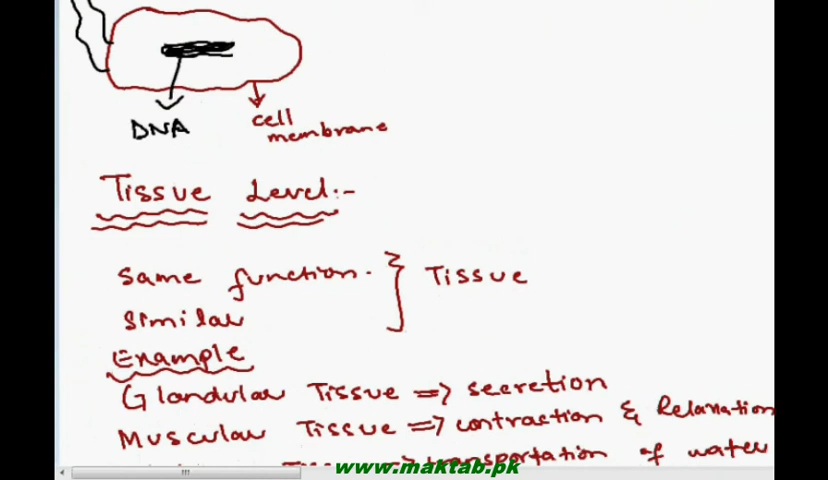 DNA
cell
membrane
Tissue Level:-
Same function.
Similar
} Tissue
Example
Glandular Tissue => secretion
Muscular Tissue => contraction & Relaxation
Tissue => transportation of water
www.maktab.pk